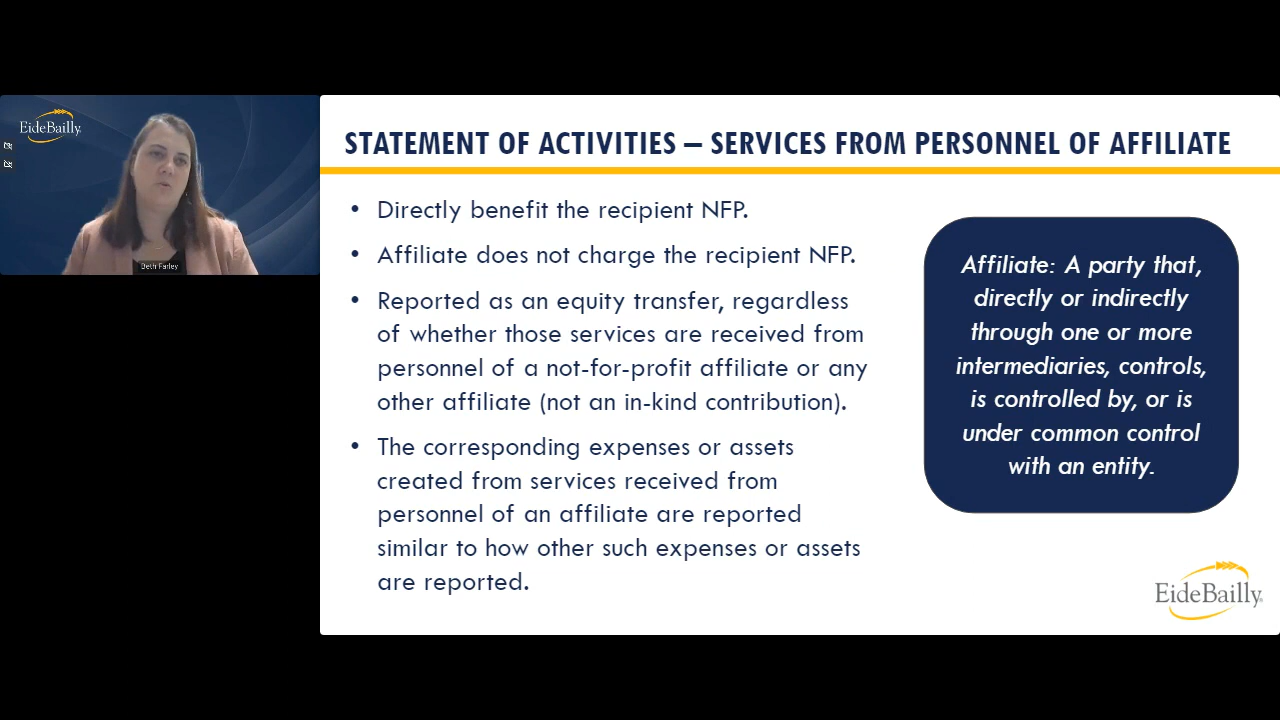 EideBailly
Beth Farley
STATEMENT OF ACTIVITIES – SERVICES FROM PERSONNEL OF AFFILIATE
• Directly benefit the recipient NFP.
• Affiliate does not charge the recipient NFP.
• Reported as an equity transfer, regardless
of whether those services are received from
personnel of a not-for-profit affiliate or any
other affiliate (not an in-kind contribution).
• The corresponding expenses or assets
created from services received from
personnel of an affiliate are reported
similar to how other such expenses or assets
are reported.
Affiliate: A party that,
directly or indirectly
through one or more
intermediaries, controls,
is controlled by, or is
under common control
with an entity.
EideBailly®